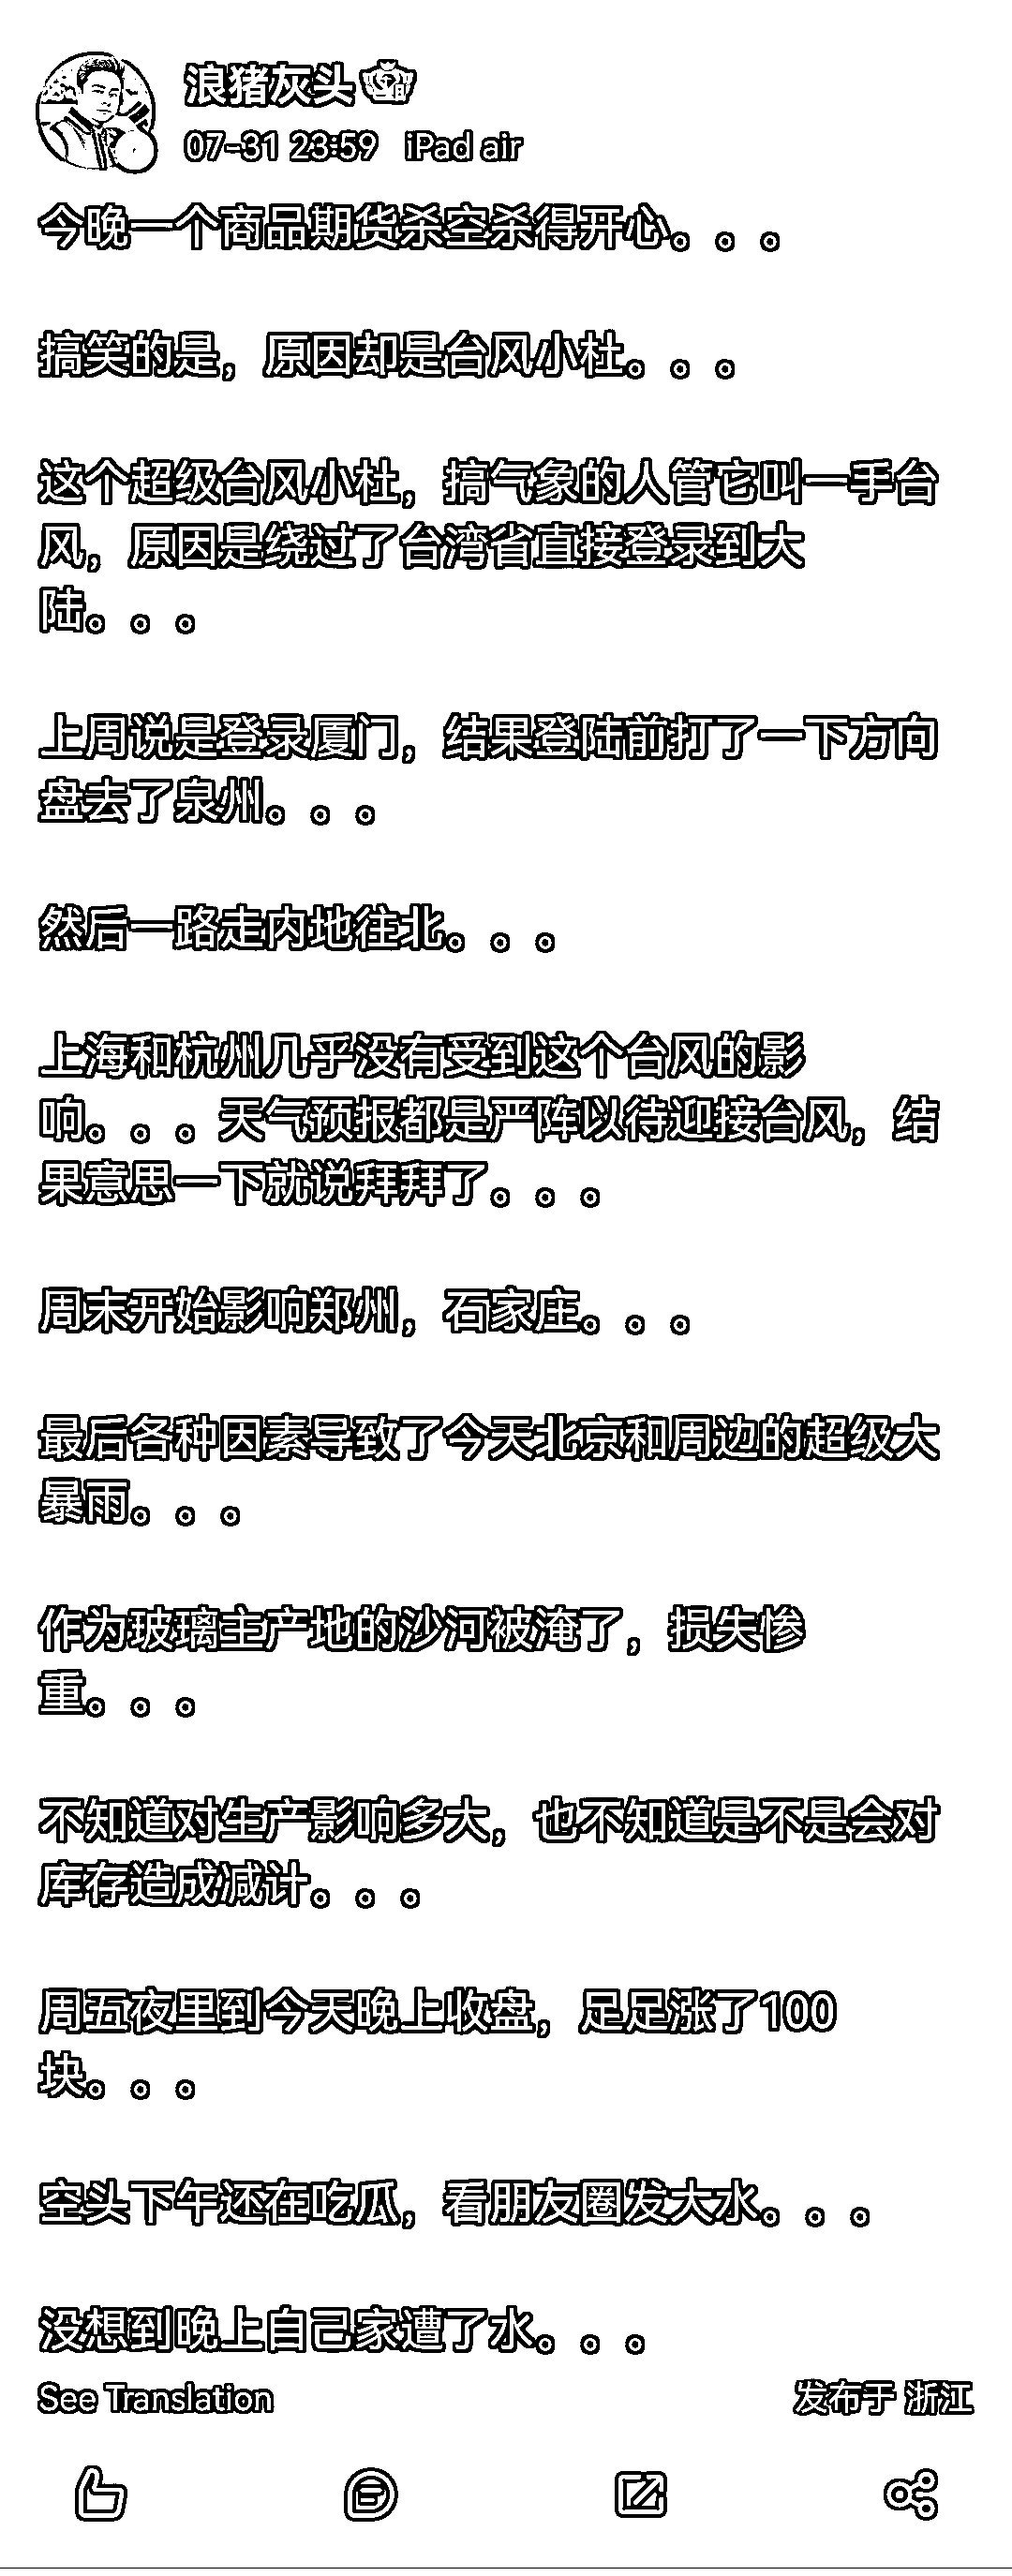 浪猪灰头
07-31 23:59 iPad air
今晚一个商品期货杀空杀得开心。。。
搞笑的是，原因却是台风小杜。。。
这个超级台风小杜，搞气象的人管它叫一手台
风，原因是绕过了台湾省直接登录到大
陆。。。
上周说是登录厦门，结果登陆前打了一下方向
盘去了泉州。。。
然后一路走内地往北。。。
上海和杭州几乎没有受到这个台风的影
响。。。天气预报都是严阵以待迎接台风，结
果意思一下就说拜拜了。。。
周末开始影响郑州，石家庄。。。
最后各种因素导致了今天北京和周边的超级大
暴雨。。。
作为玻璃主产地的沙河被淹了，损失惨
重。。。
不知道对生产影响多大，也不知道是不是会对
库存造成减计。。。
周五夜里到今天晚上收盘，足足涨了100
块。。。
空头下午还在吃瓜，看朋友圈发大水。。。
没想到晚上自己家遭了水。。。
See Translation
发布于 浙江